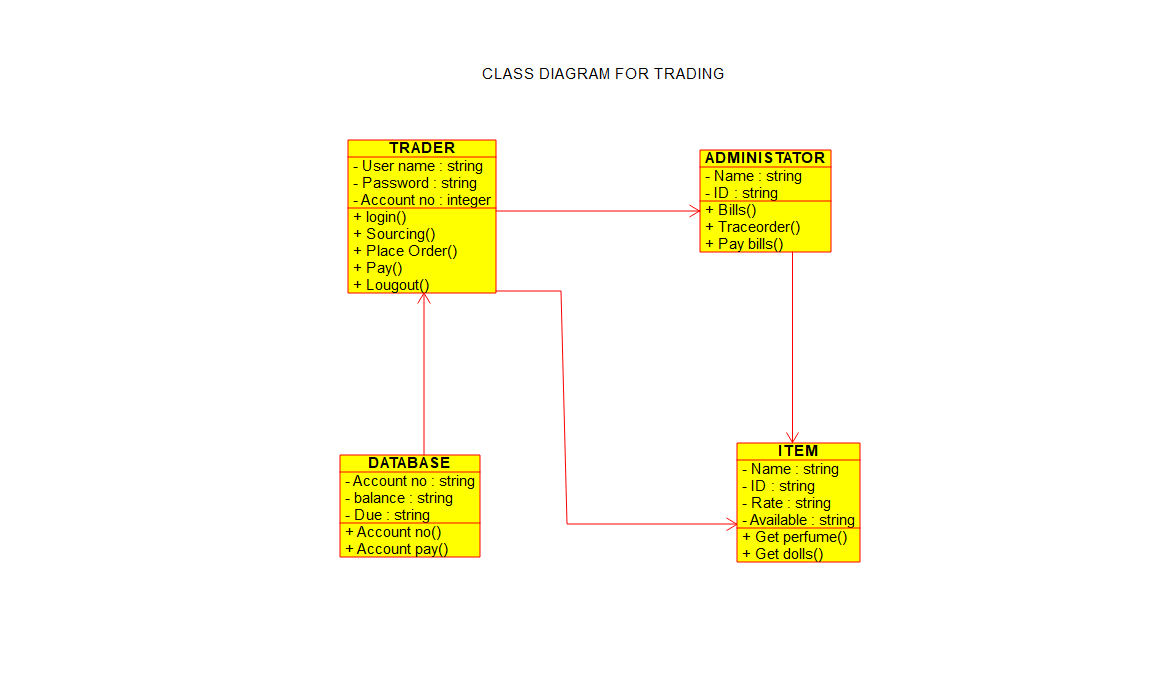 CLASS DIAGRAM FOR TRADING
TRADER
- User name : string
- Password : string
- Account no : integer
+ login()
+ Sourcing()
+ Place Order()
+ Pay()
+ Lougout()
ADMINISTATOR
- Name : string
- ID : string
+ Bills()
+ Traceorder()
+ Pay bills()
DATABASE
- Account no : string
- balance : string
- Due : string
+ Account no()
+ Account pay()
ITEM
- Name : string
- ID : string
- Rate : string
- Available : string
+ Get perfume()
+ Get dolls()